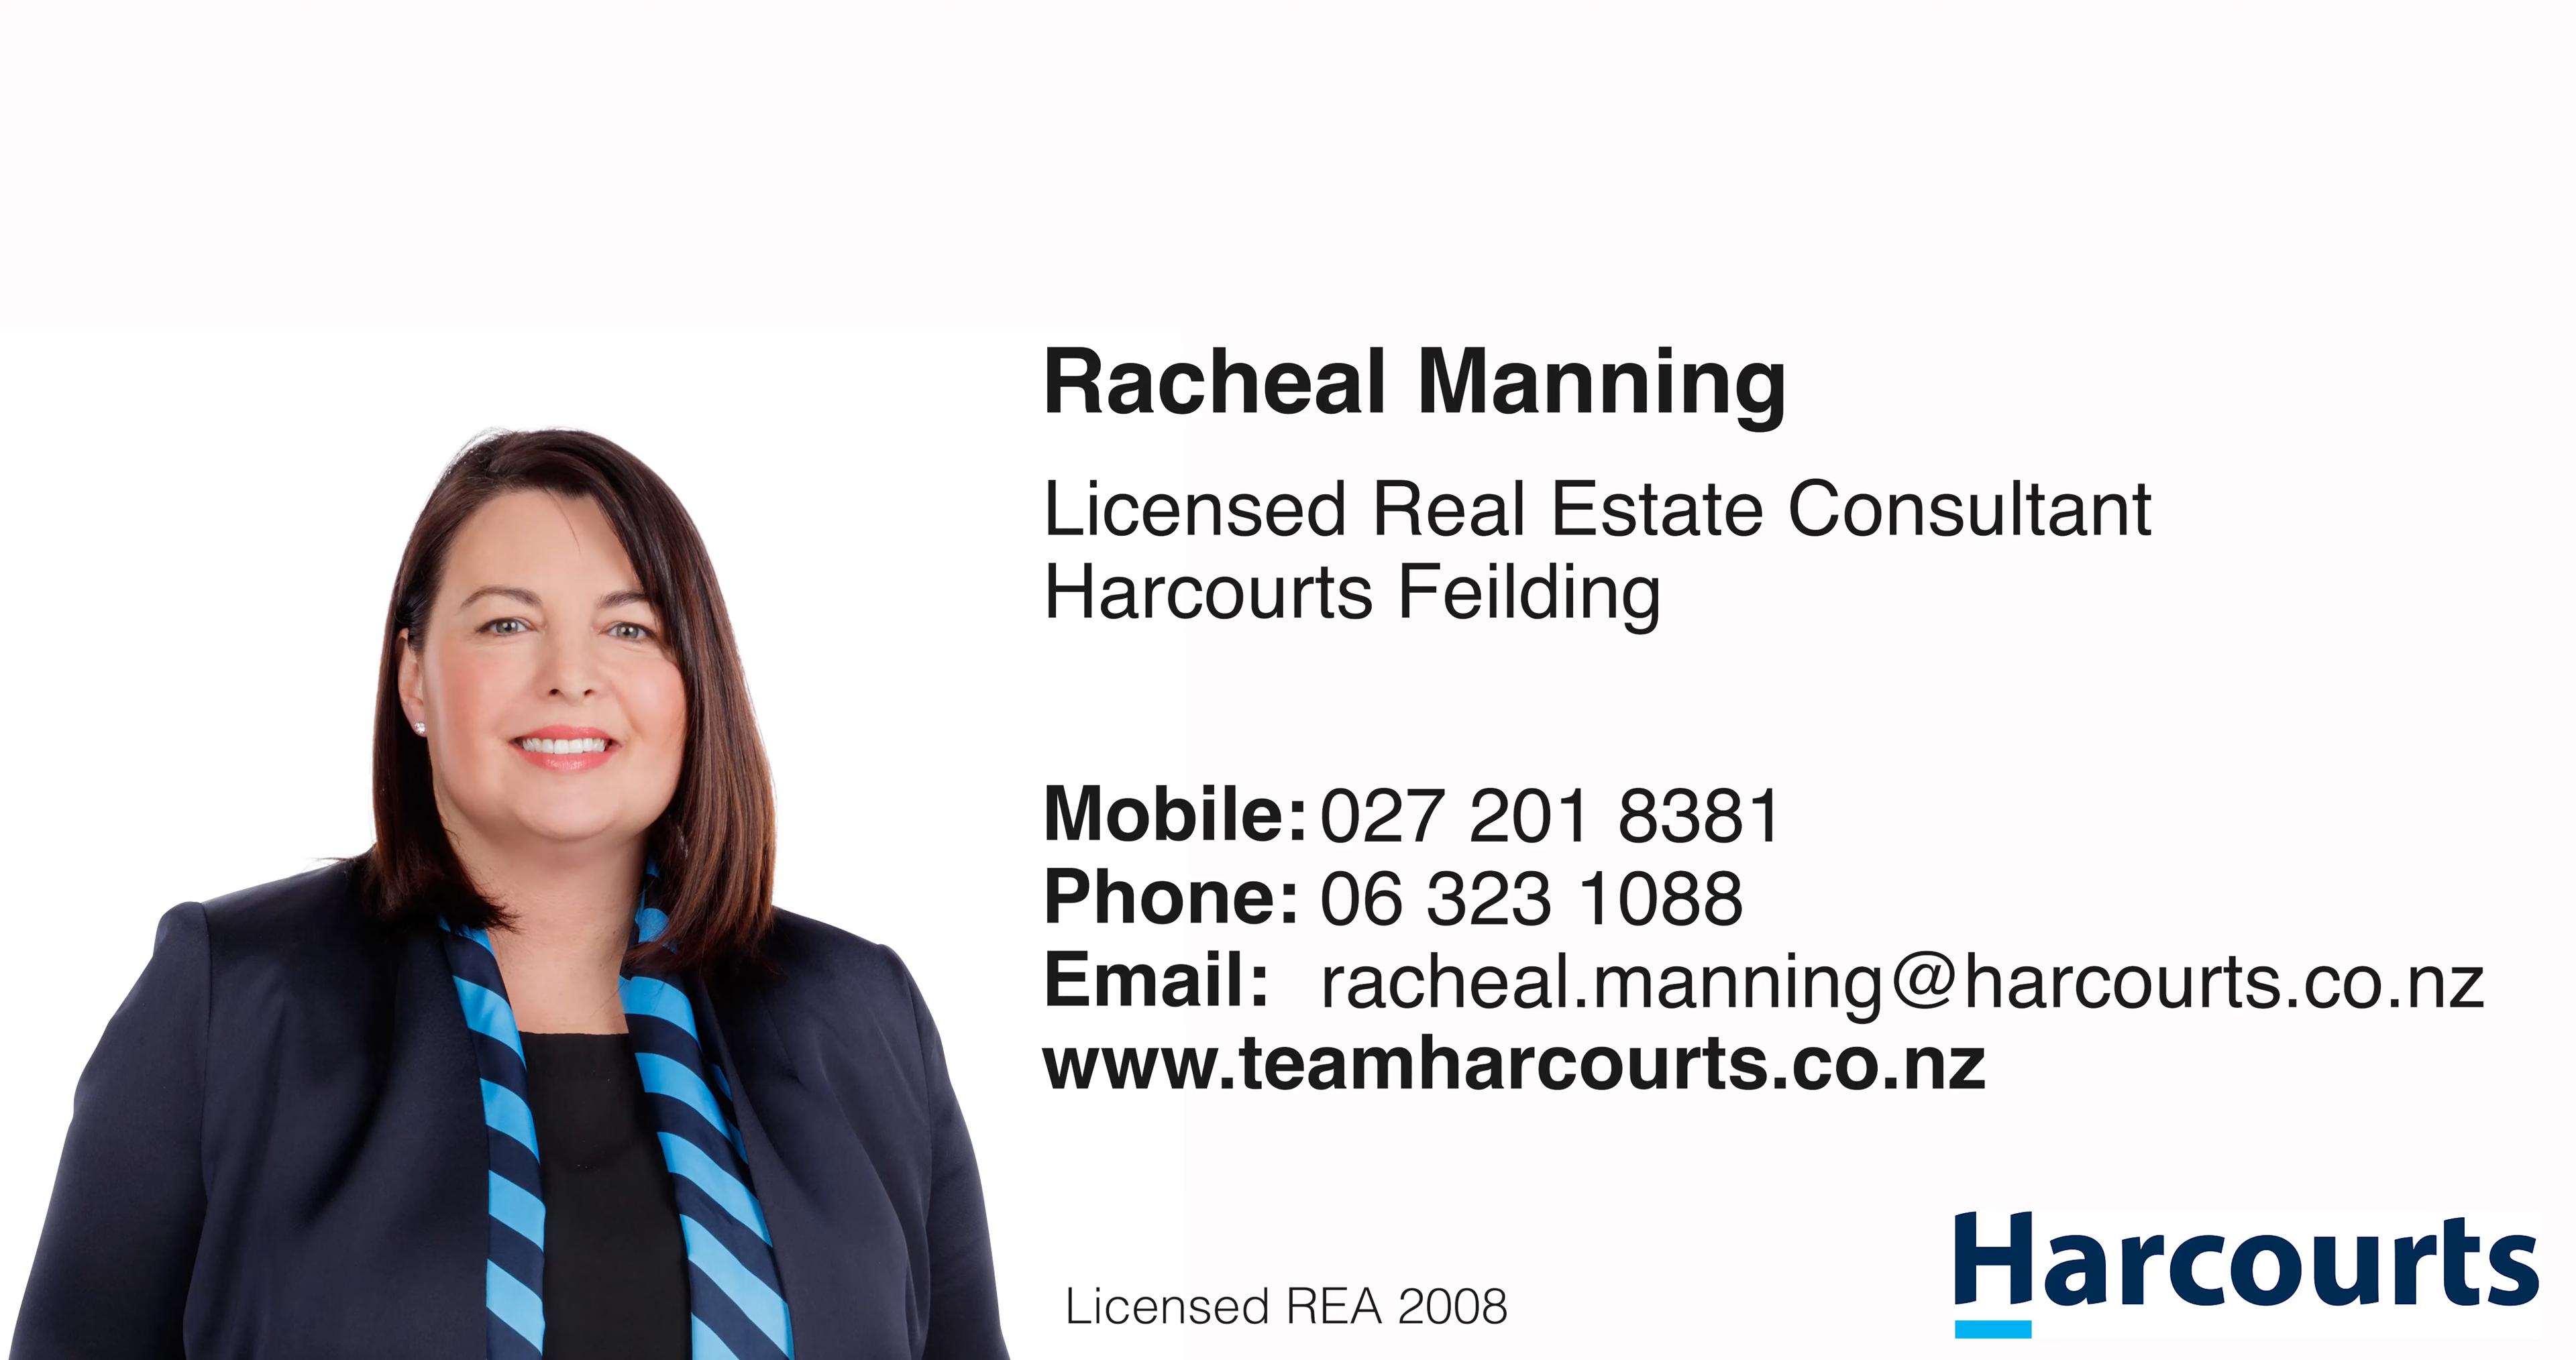 Racheal Manning
Licensed Real Estate Consultant
Harcourts Feilding
Mobile: 027 201 8381
Phone: 06 323 1088
Email: racheal.manning@harcourts.co.nz
www.teamharcourts.co.nz
Licensed REA 2008
Harcourts